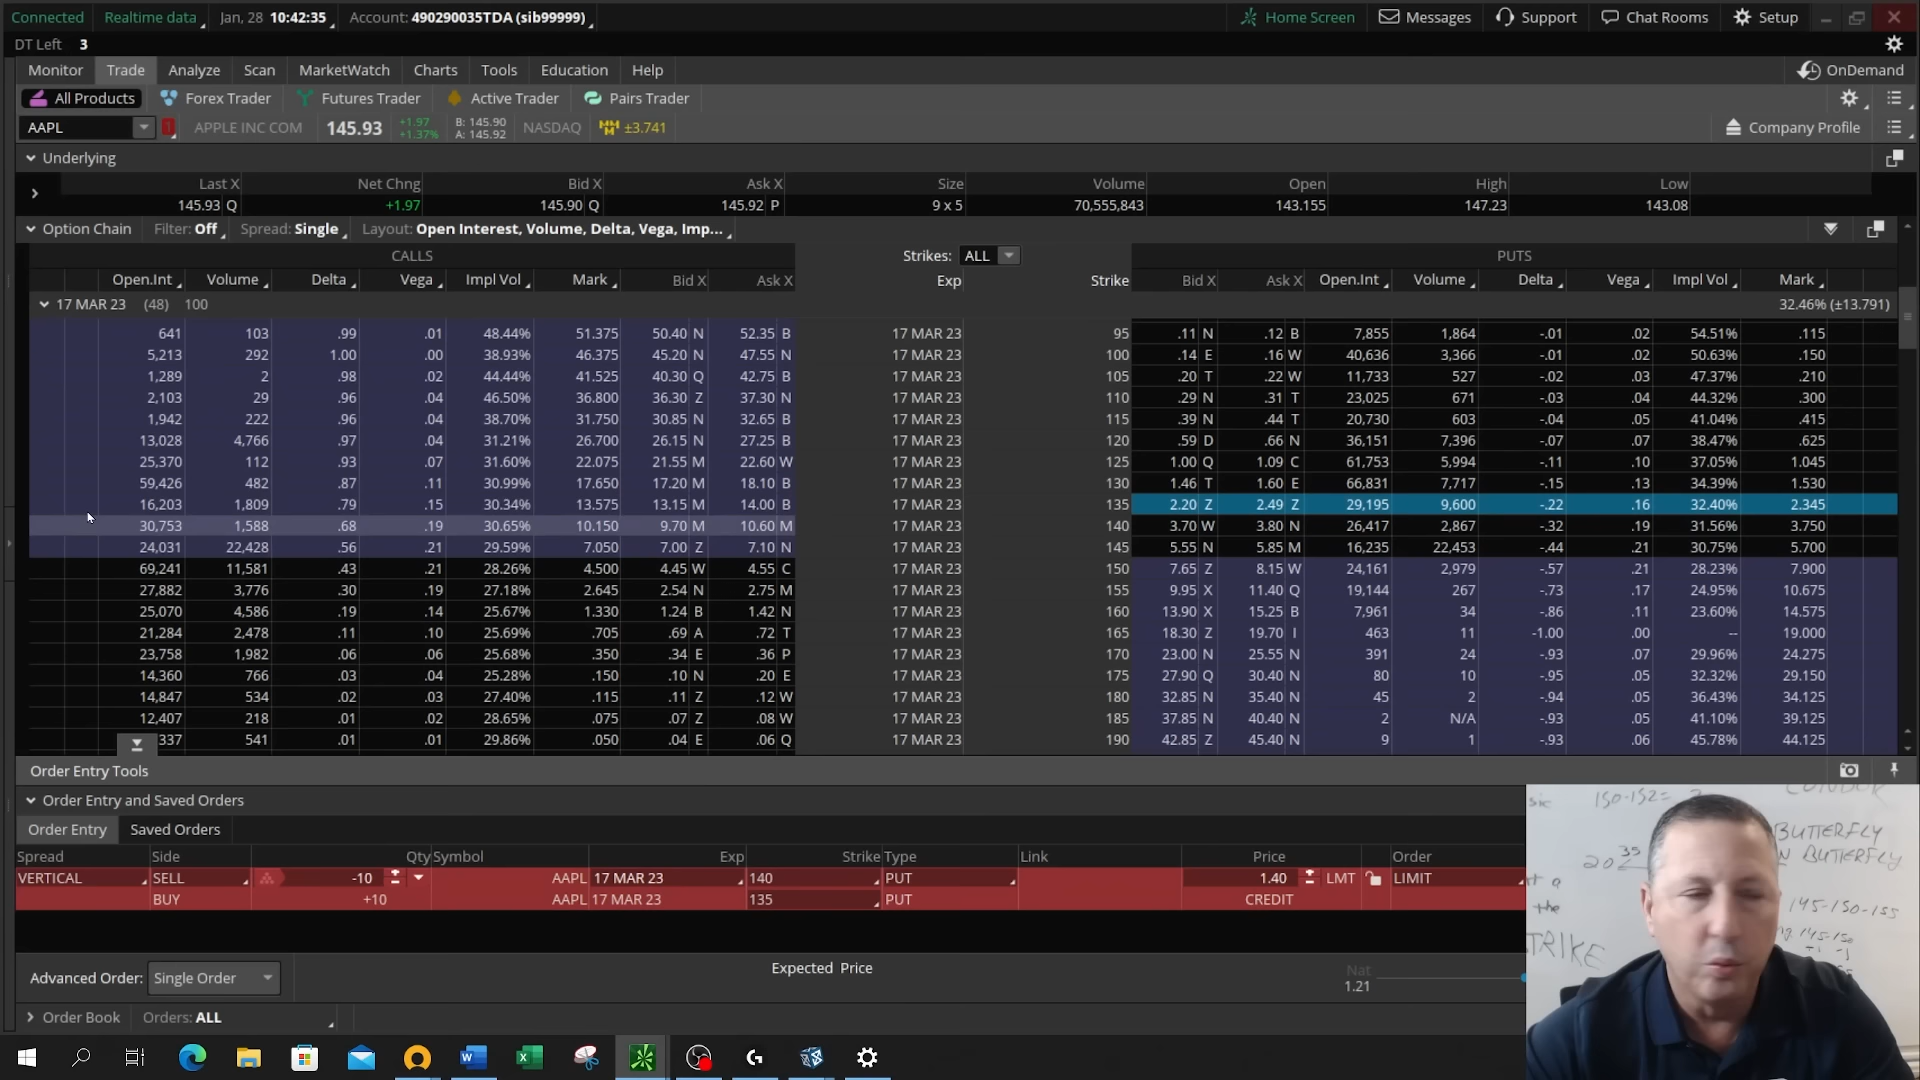 Connected Realtime data Jan, 28 10:42:35 Account: 490290035TDA (sib99999) Home Screen Messages Support Chat Rooms Setup
DT Left 3
Monitor Trade Analyze Scan MarketWatch Charts Tools Education Help OnDemand
All Products Forex Trader Futures Trader Active Trader Pairs Trader
AAPL APPLE INC COM 145.93 +1.97 +1.37% B: 145.90 A: 145.92 NASDAQ ±3.741 Company Profile
Underlying
Last X Net Chng Bid X Ask X Size Volume Open High Low
145.93 Q +1.97 145.90 Q 145.92 P 9 x 5 70,555,843 143.155 147.23 143.08
Option Chain Filter: Off Spread: Single Layout: Open Interest, Volume, Delta, Vega, Imp...
CALLS Strikes: ALL PUTS
Open.Int Volume Delta Vega Impl Vol Mark Bid X Ask X Exp Strike Bid X Ask X Open.Int Volume Delta Vega Impl Vol Mark
17 MAR 23 (48) 100 32.46% (±13.791)
641 103 .99 .01 48.44% 51.375 50.40 N 52.35 B 17 MAR 23 95 .11 N .12 B 7,855 1,864 -.01 .02 54.51% .115
5,213 292 1.00 .00 38.93% 46.375 45.20 N 47.55 N 17 MAR 23 100 .14 E .16 W 40,636 3,366 -.01 .02 50.63% .150
1,289 2 .98 .02 44.44% 41.525 40.30 Q 42.75 B 17 MAR 23 105 .20 T .22 W 11,733 527 -.02 .03 47.37% .210
2,103 29 .96 .04 46.50% 36.800 36.30 Z 37.30 N 17 MAR 23 110 .29 N .31 T 23,025 671 -.03 .04 44.32% .300
1,942 222 .96 .04 38.70% 31.750 30.85 N 32.65 B 17 MAR 23 115 .39 N .44 T 20,730 603 -.04 .05 41.04% .415
13,028 4,766 .97 .04 31.21% 26.700 26.15 N 27.25 B 17 MAR 23 120 .59 D .66 N 36,151 7,396 -.07 .07 38.47% .625
25,370 112 .93 .07 31.60% 22.075 21.55 M 22.60 W 17 MAR 23 125 1.00 Q 1.09 C 61,753 5,994 -.11 .10 37.05% 1.045
59,426 482 .87 .11 30.99% 17.650 17.20 M 18.10 B 17 MAR 23 130 1.46 T 1.60 E 66,831 7,717 -.15 .13 34.39% 1.530
16,203 1,809 .79 .15 30.34% 13.575 13.15 M 14.00 B 17 MAR 23 135 2.20 Z 2.49 Z 29,195 9,600 -.22 .16 32.40% 2.345
30,753 1,588 .68 .19 30.65% 10.150 9.70 M 10.60 M 17 MAR 23 140 3.70 W 3.80 N 26,417 2,867 -.32 .19 31.56% 3.750
24,031 22,428 .56 .21 29.59% 7.050 7.00 Z 7.10 N 17 MAR 23 145 5.55 N 5.85 M 16,235 22,453 -.44 .21 30.75% 5.700
69,241 11,581 .43 .21 28.26% 4.500 4.45 W 4.55 C 17 MAR 23 150 7.65 Z 8.15 W 24,161 2,979 -.57 .21 28.23% 7.900
27,882 3,776 .30 .19 27.18% 2.645 2.54 N 2.75 M 17 MAR 23 155 9.95 X 11.40 Q 19,144 267 -.73 .17 24.95% 10.675
25,070 4,586 .19 .14 25.67% 1.330 1.24 B 1.42 N 17 MAR 23 160 13.90 X 15.25 B 7,961 34 -.86 .11 23.60% 14.575
21,284 2,478 .11 .10 25.69% .705 .69 A .72 T 17 MAR 23 165 18.30 Z 19.70 I 463 11 -1.00 .00 -- 19.000
23,758 1,982 .06 .06 25.68% .350 .34 E .36 P 17 MAR 23 170 23.00 N 25.55 N 391 24 -.93 .07 29.96% 24.275
14,360 766 .03 .04 25.28% .150 .10 N .20 E 17 MAR 23 175 27.90 Q 30.40 N 80 10 -.95 .05 32.32% 29.150
14,847 534 .02 .03 27.40% .115 .11 Z .12 W 17 MAR 23 180 32.85 N 35.40 N 45 2 -.94 .05 36.43% 34.125
12,407 218 .01 .02 28.65% .075 .07 Z .08 W 17 MAR 23 185 37.85 N 40.40 N 2 N/A -.93 .05 41.10% 39.125
337 541 .01 .01 29.86% .050 .04 E .06 Q 17 MAR 23 190 42.85 Z 45.40 N 9 1 -.93 .06 45.78% 44.125
Order Entry Tools
Order Entry and Saved Orders
Order Entry Saved Orders
Spread Side Qty Symbol Exp Strike Type Link Price Order
VERTICAL SELL -10 AAPL 17 MAR 23 140 PUT 1.40 LMT LIMIT
BUY +10 AAPL 17 MAR 23 135 PUT CREDIT
Advanced Order: Single Order Expected Price Nat
1.21
Order Book Orders: ALL
150-152=
BUTTERFLY
BUTTERFLY
the
145-150-155
145-150
TRIKE